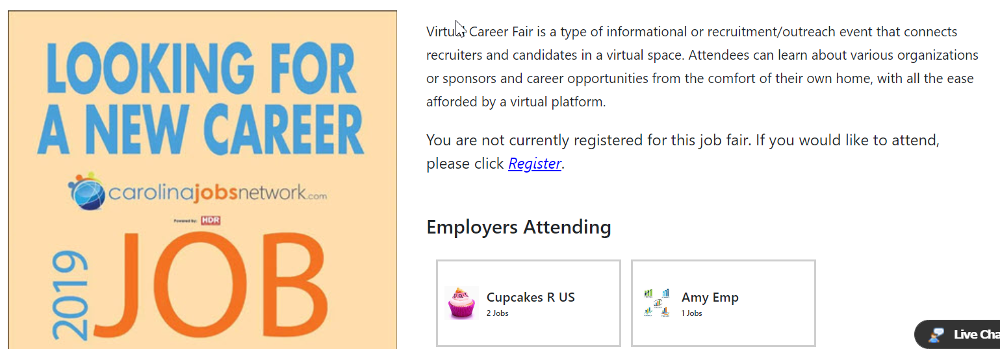 LOOKING FOR
A NEW CAREER
carolinajobsnetwork.com
Powered by: HDR
2019
JOB
Virtual Career Fair is a type of informational or recruitment/outreach event that connects
recruiters and candidates in a virtual space. Attendees can learn about various organizations
or sponsors and career opportunities from the comfort of their own home, with all the ease
afforded by a virtual platform.
You are not currently registered for this job fair. If you would like to attend,
please click Register.
Employers Attending
Cupcakes R US
2 Jobs
Amy Emp
1 Jobs
Live Cha